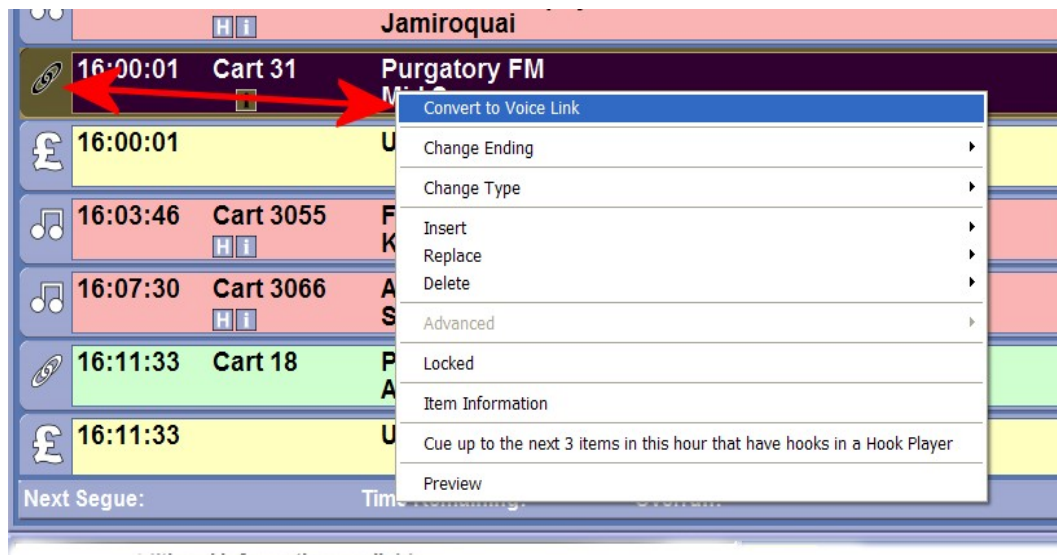 H i
Jamiroquai
16:00:01 Cart 31 Purgatory FM
i
Convert to Voice Link
16:00:01 U
Change Ending
Change Type
16:03:46 Cart 3055 F
Insert
H i K
Replace
16:07:30 Cart 3066 A
Delete
H i S
Advanced
16:11:33 Cart 18 P
Locked
A
Item Information
16:11:33 U
Cue up to the next 3 items in this hour that have hooks in a Hook Player
Preview
Next Segue: